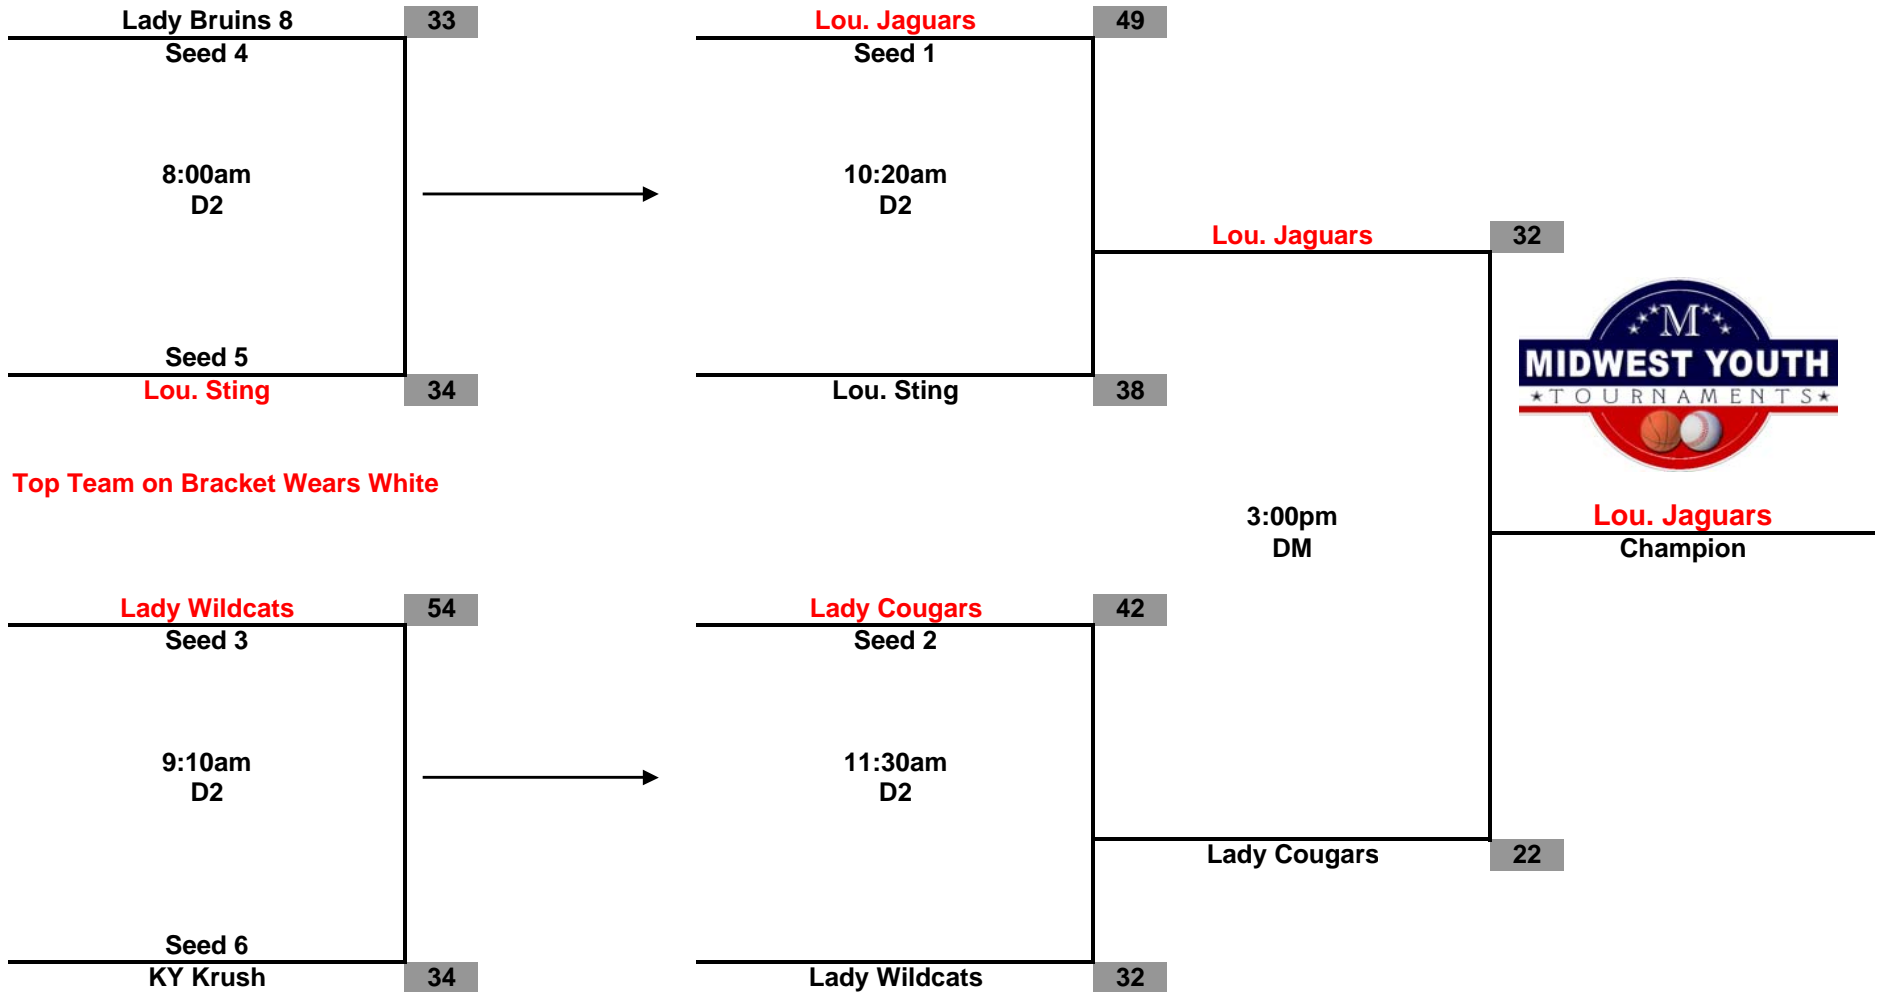 Lady Bruins 8 33
Seed 4
8:00am
D2
Seed 5
Lou. Sting 34
Lou. Jaguars 49
Seed 1
10:20am
D2
Lou. Sting 38
Lou. Jaguars 32
M
MIDWEST YOUTH
TOURNAMENTS
Top Team on Bracket Wears White
3:00pm
DM
Lou. Jaguars
Champion
Lady Wildcats 54
Seed 3
9:10am
D2
Seed 6
KY Krush 34
Lady Cougars 42
Seed 2
11:30am
D2
Lady Wildcats 32
Lady Cougars 22